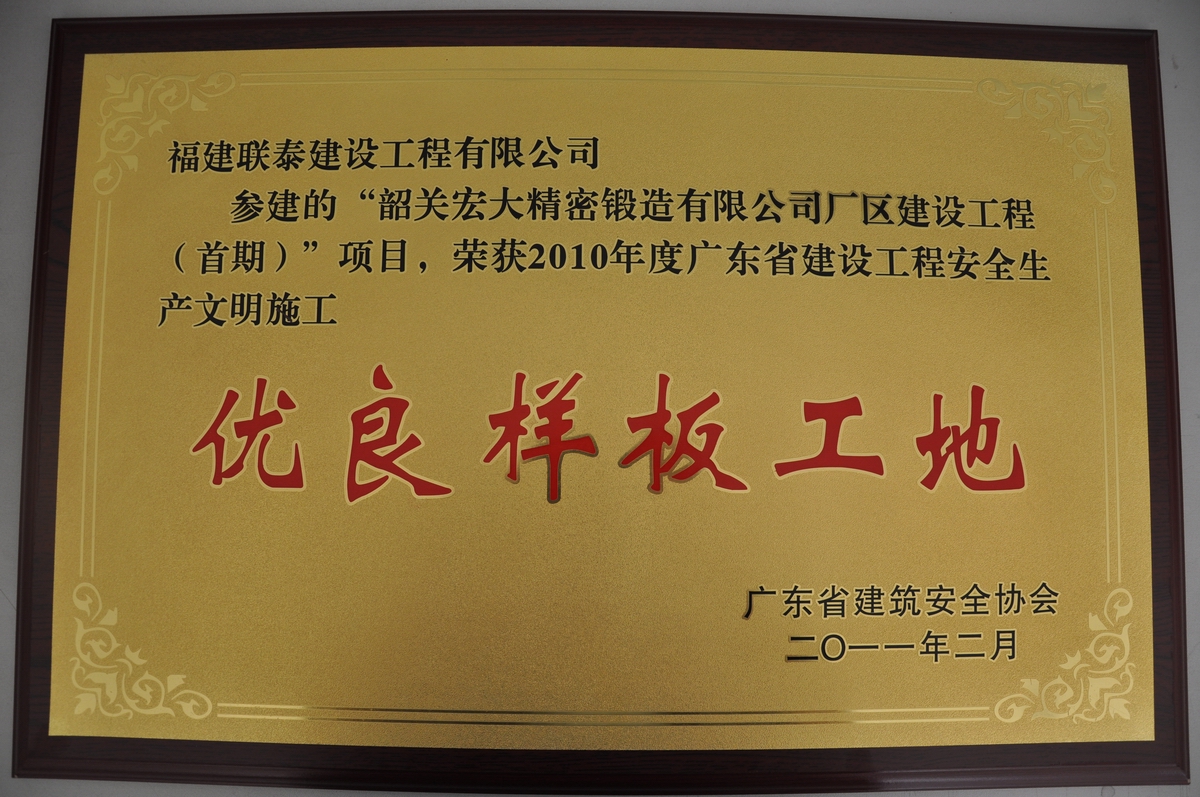 福建联泰建设工程有限公司
参建的“韶关宏大精密锻造有限公司厂区建设工程
（首期）”项目，荣获2010年度广东省建设工程安全生
产文明施工
优良样板工地
广东省建筑安全协会
二〇一一年二月